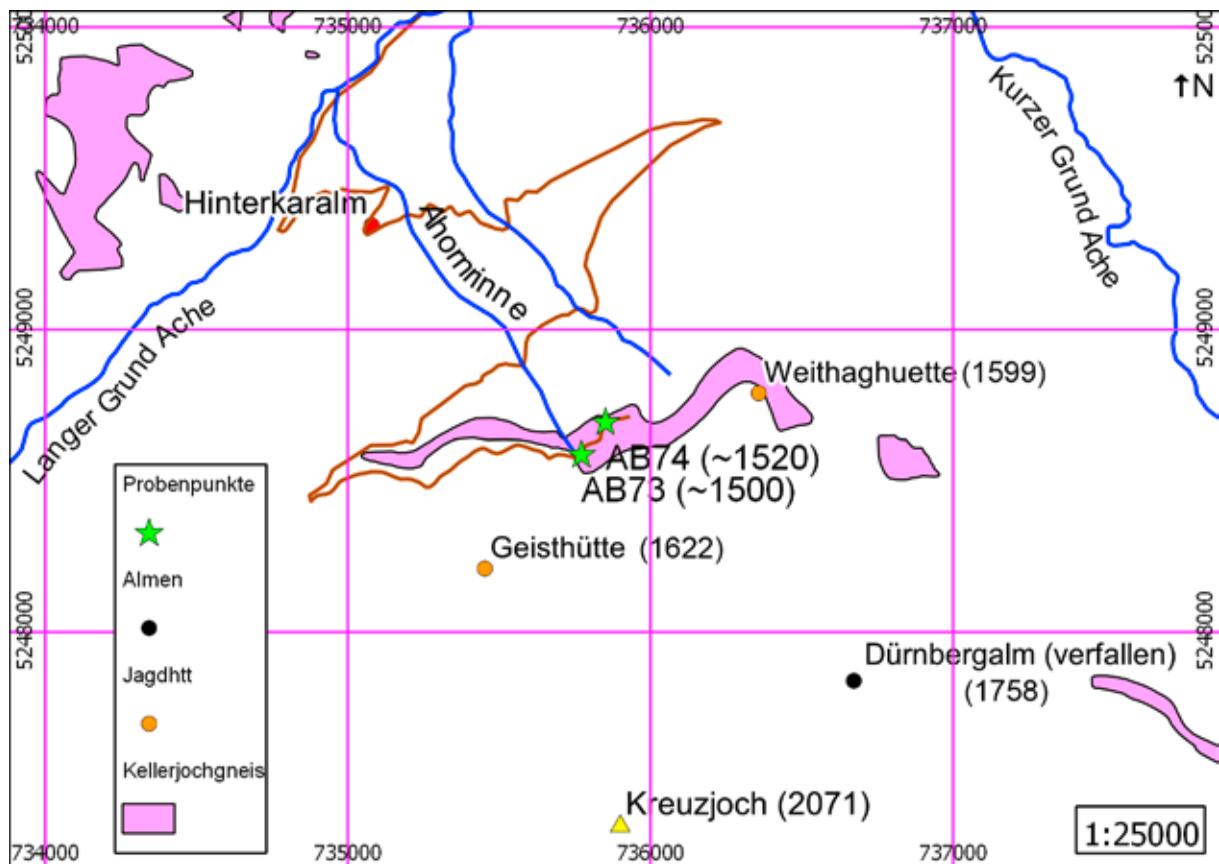 734000
735000
736000
737000
525000
525000
↑N
Kurzer Grund Ache
Hinterkaralm
Ahornrinne
5249000
5249000
Langer Grund Ache
Weithaghuette (1599)
AB74 (~1520)
AB73 (~1500)
Probenpunkte
Almen
Jagdhtt
Kellerjochgneis
Geisthütte (1622)
5248000
5248000
Dürnbergalm (verfallen)
(1758)
Kreuzjoch (2071)
1:25000
734000
735000
736000
737000